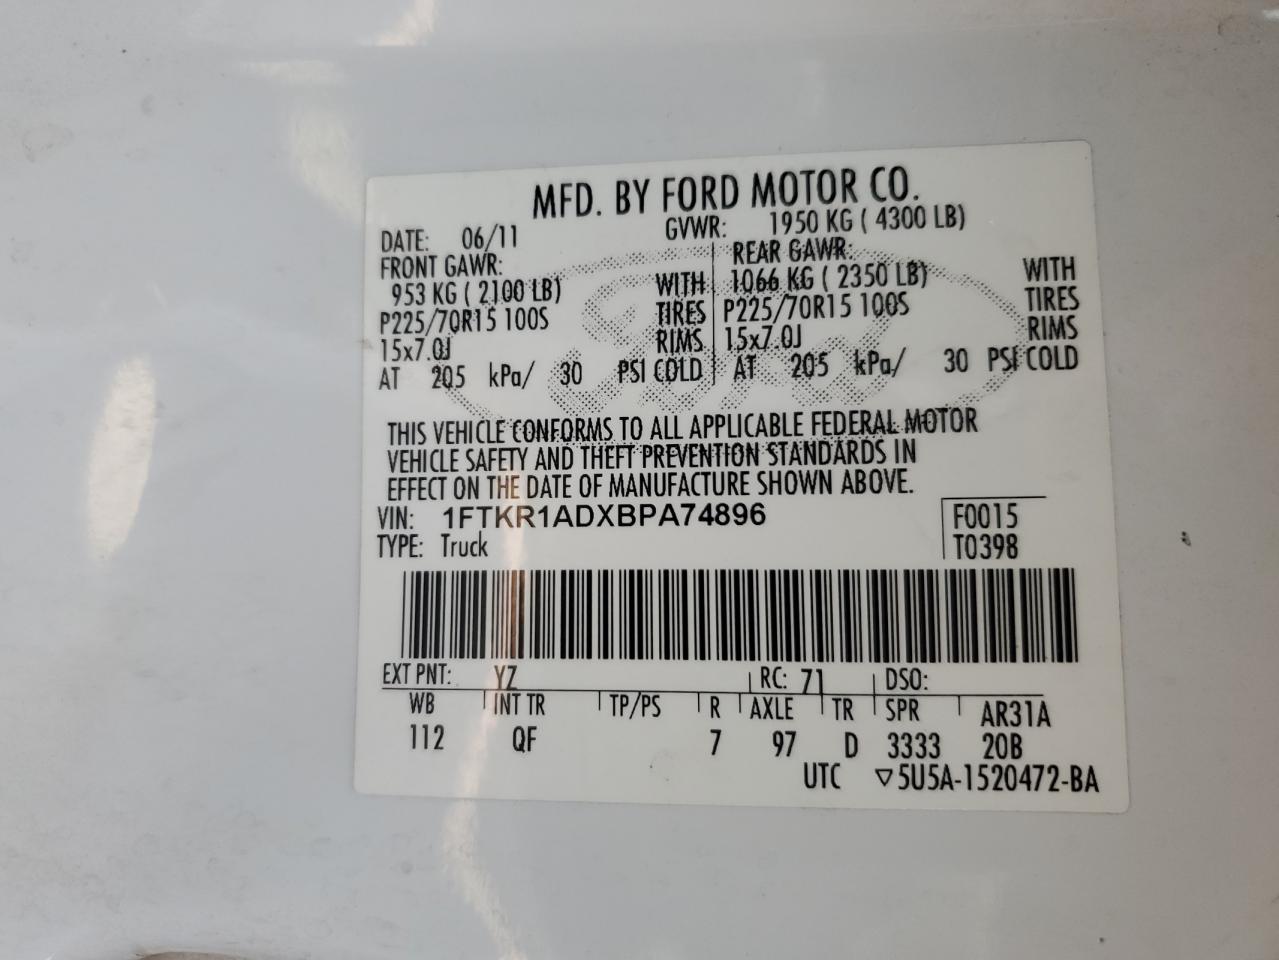 MFD. BY FORD MOTOR CO.
DATE: 06/11 GVWR: 1950 KG ( 4300 LB)
FRONT GAWR: REAR GAWR:
953 KG ( 2100 LB) WITH 1066 KG ( 2350 LB) WITH
P225/70R15 100S TIRES P225/70R15 100S TIRES
15x7.0J RIMS 15x7.0J RIMS
AT 205 kPa/ 30 PSI COLD AT 205 kPa/ 30 PSI COLD
THIS VEHICLE CONFORMS TO ALL APPLICABLE FEDERAL MOTOR
VEHICLE SAFETY AND THEFT PREVENTION STANDARDS IN
EFFECT ON THE DATE OF MANUFACTURE SHOWN ABOVE.
VIN: 1FTKR1ADXBPA74896 F0015
TYPE: Truck T0398
EXT PNT: YZ RC: 71 DSO:
WB INT TR TP/PS R AXLE TR SPR AR31A
112 QF 7 97 D 3333 20B
UTC ▽5U5A-1520472-BA